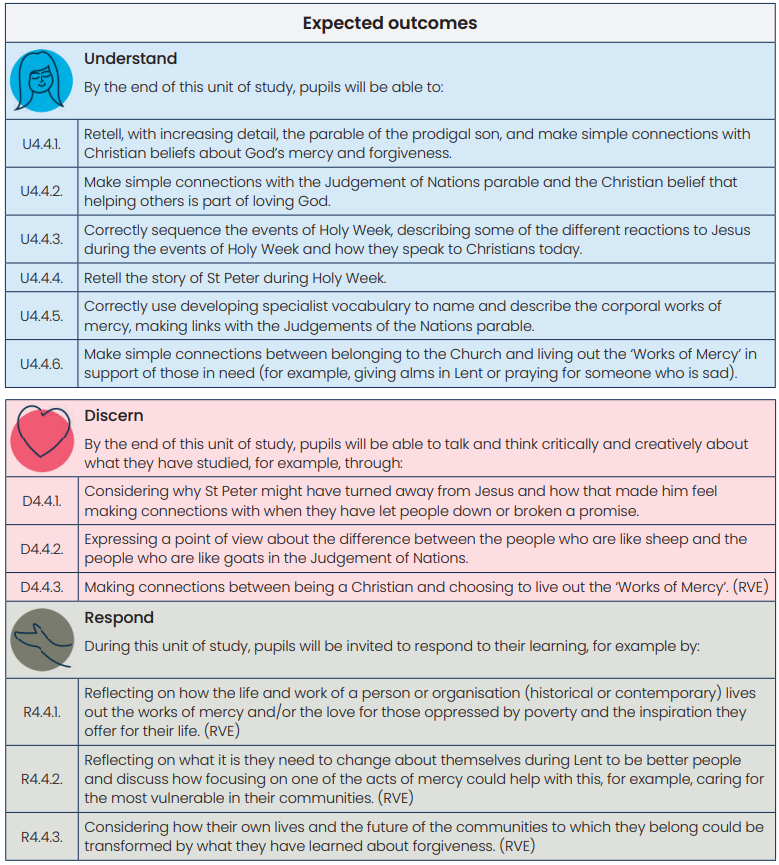 Expected outcomes
Understand
By the end of this unit of study, pupils will be able to:
U4.4.1.
Retell, with increasing detail, the parable of the prodigal son, and make simple connections with
Christian beliefs about God's mercy and forgiveness.
U4.4.2.
Make simple connections with the Judgement of Nations parable and the Christian belief that
helping others is part of loving God.
U4.4.3.
Correctly sequence the events of Holy Week, describing some of the different reactions to Jesus
during the events of Holy Week and how they speak to Christians today.
U4.4.4.
Retell the story of St Peter during Holy Week.
U4.4.5.
Correctly use developing specialist vocabulary to name and describe the corporal works of
mercy, making links with the Judgements of the Nations parable.
U4.4.6.
Make simple connections between belonging to the Church and living out the 'Works of Mercy' in
support of those in need (for example, giving alms in Lent or praying for someone who is sad).
Discern
By the end of this unit of study, pupils will be able to talk and think critically and creatively about
what they have studied, for example, through:
D4.4.1.
Considering why St Peter might have turned away from Jesus and how that made him feel
making connections with when they have let people down or broken a promise.
D4.4.2.
Expressing a point of view about the difference between the people who are like sheep and the
people who are like goats in the Judgement of Nations.
D4.4.3.
Making connections between being a Christian and choosing to live out the 'Works of Mercy'. (RVE)
Respond
During this unit of study, pupils will be invited to respond to their learning, for example by:
R4.4.1.
Reflecting on how the life and work of a person or organisation (historical or contemporary) lives
out the works of mercy and/or the love for those oppressed by poverty and the inspiration they
offer for their life. (RVE)
R4.4.2.
Reflecting on what it is they need to change about themselves during Lent to be better people
and discuss how focusing on one of the acts of mercy could help with this, for example, caring for
the most vulnerable in their communities. (RVE)
R4.4.3.
Considering how their own lives and the future of the communities to which they belong could be
transformed by what they have learned about forgiveness. (RVE)